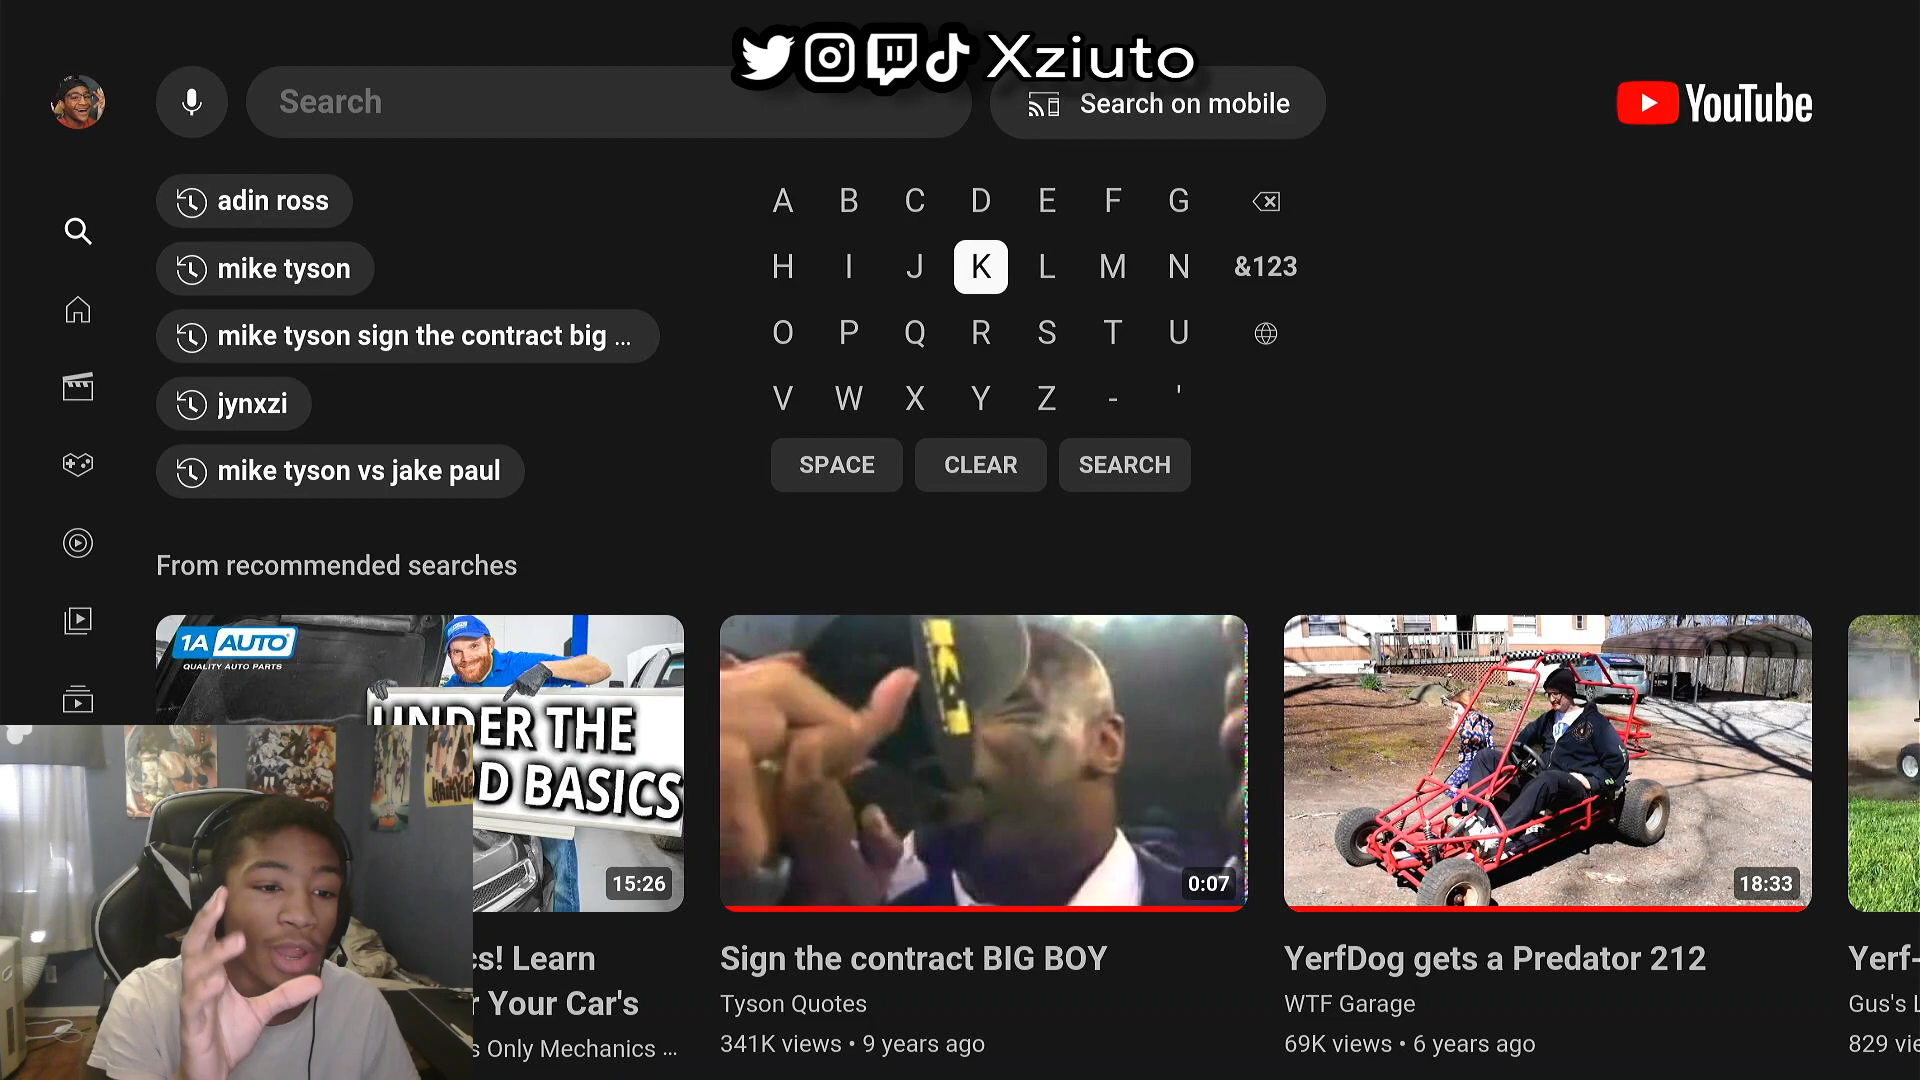 Xziuto
Search
Search on mobile
YouTube
adin ross
A B C D E F G
mike tyson
H I J K L M N &123
mike tyson sign the contract big ...
O P Q R S T U
jynxzi
V W X Y Z - '
mike tyson vs jake paul
SPACE CLEAR SEARCH
From recommended searches
1A AUTO
QUALITY AUTO PARTS
UNDER THE
D BASICS
15:26
0:07
18:33
s! Learn
Your Car's
s Only Mechanics ...
Sign the contract BIG BOY
Tyson Quotes
341K views • 9 years ago
YerfDog gets a Predator 212
WTF Garage
69K views • 6 years ago
Yerf-
Gus's L
829 vie